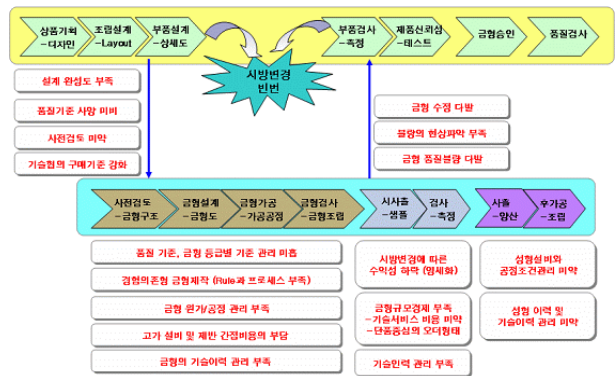 상품기획
-디자인
조립설계
-Layout
부품설계
-상세도
부품검사
-측정
제품신뢰성
-테스트
금형승인
품질검사
시방변경
빈번
설계 완성도 부족
품질기준 사양 미비
사전검토 미약
기술협의 구매기준 강화
금형 수정 다발
불량의 현상파악 부족
금형 품질불량 다발
사전검토
-금형구조
금형설계
-금형도
금형가공
-가공공정
금형검사
-금형조립
시사출
-샘플
검사
-측정
사출
-양산
후가공
-조립
품질 기준, 금형 등급별 기준 관리 미흡
경험의존형 금형제작 (Rule과 프로세스 부족)
금형 원가/공정 관리 부족
고가 설비 및 제반 간접비용의 부담
금형의 기술이력 관리 부족
시방변경에 따른
수익성 하락 (영세화)
금형규모경제 부족
-기술서비스 비용 미약
-단품중심의 오더형태
기술인력 관리 부족
성형설비와
공정조건관리 미약
성형 이력 및
기술이력 관리 미약